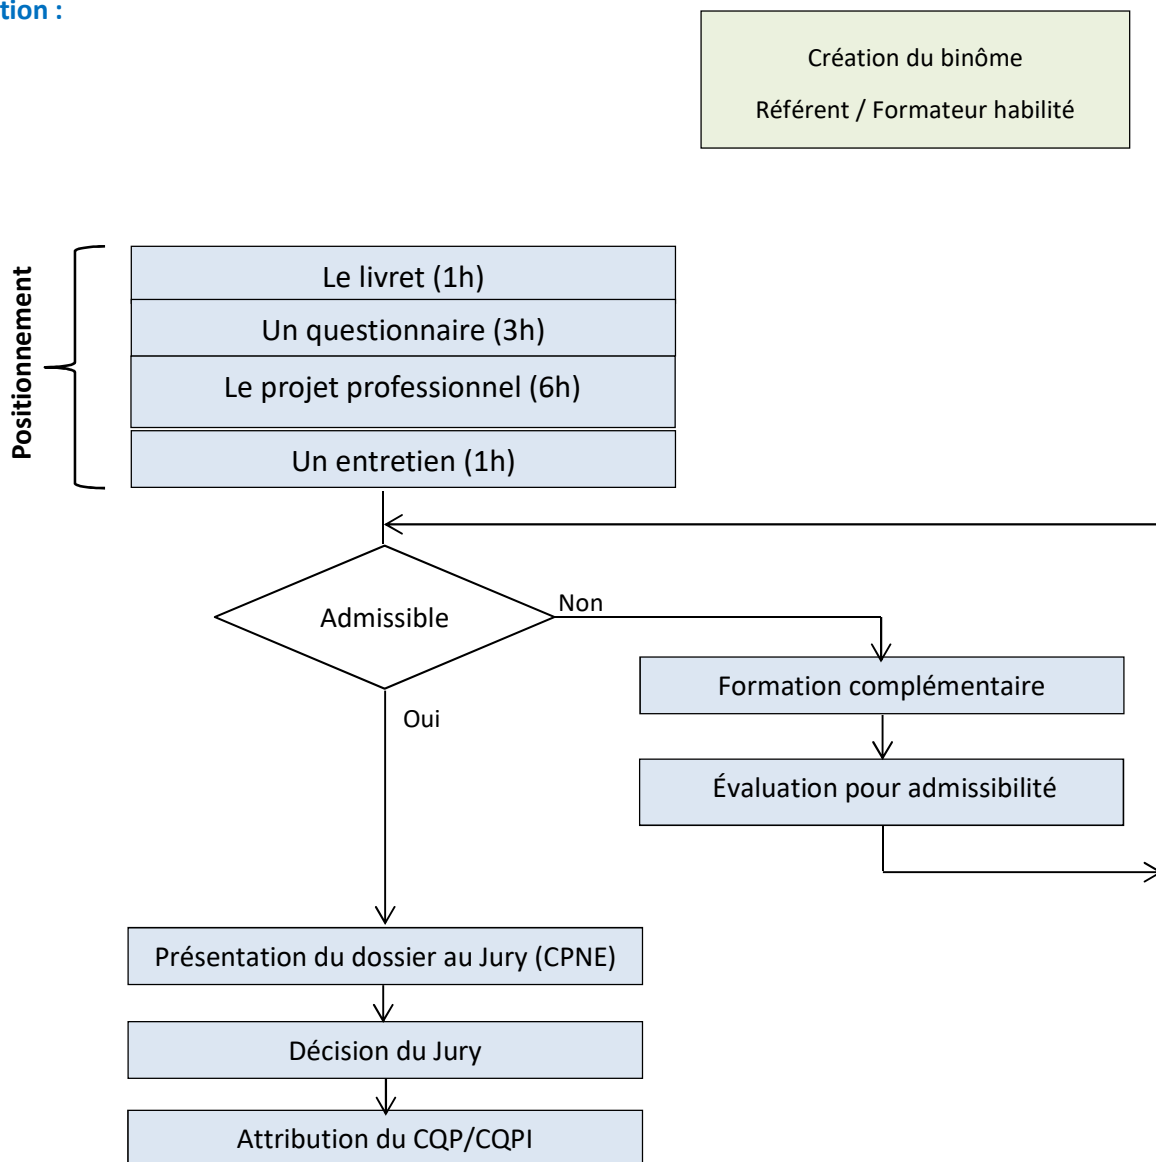 tion :
Création du binôme
Référent / Formateur habilité
Positionnement
Le livret (1h)
Un questionnaire (3h)
Le projet professionnel (6h)
Un entretien (1h)
Admissible
Non
Formation complémentaire
Oui
Évaluation pour admissibilité
Présentation du dossier au Jury (CPNE)
Décision du Jury
Attribution du CQP/CQPI